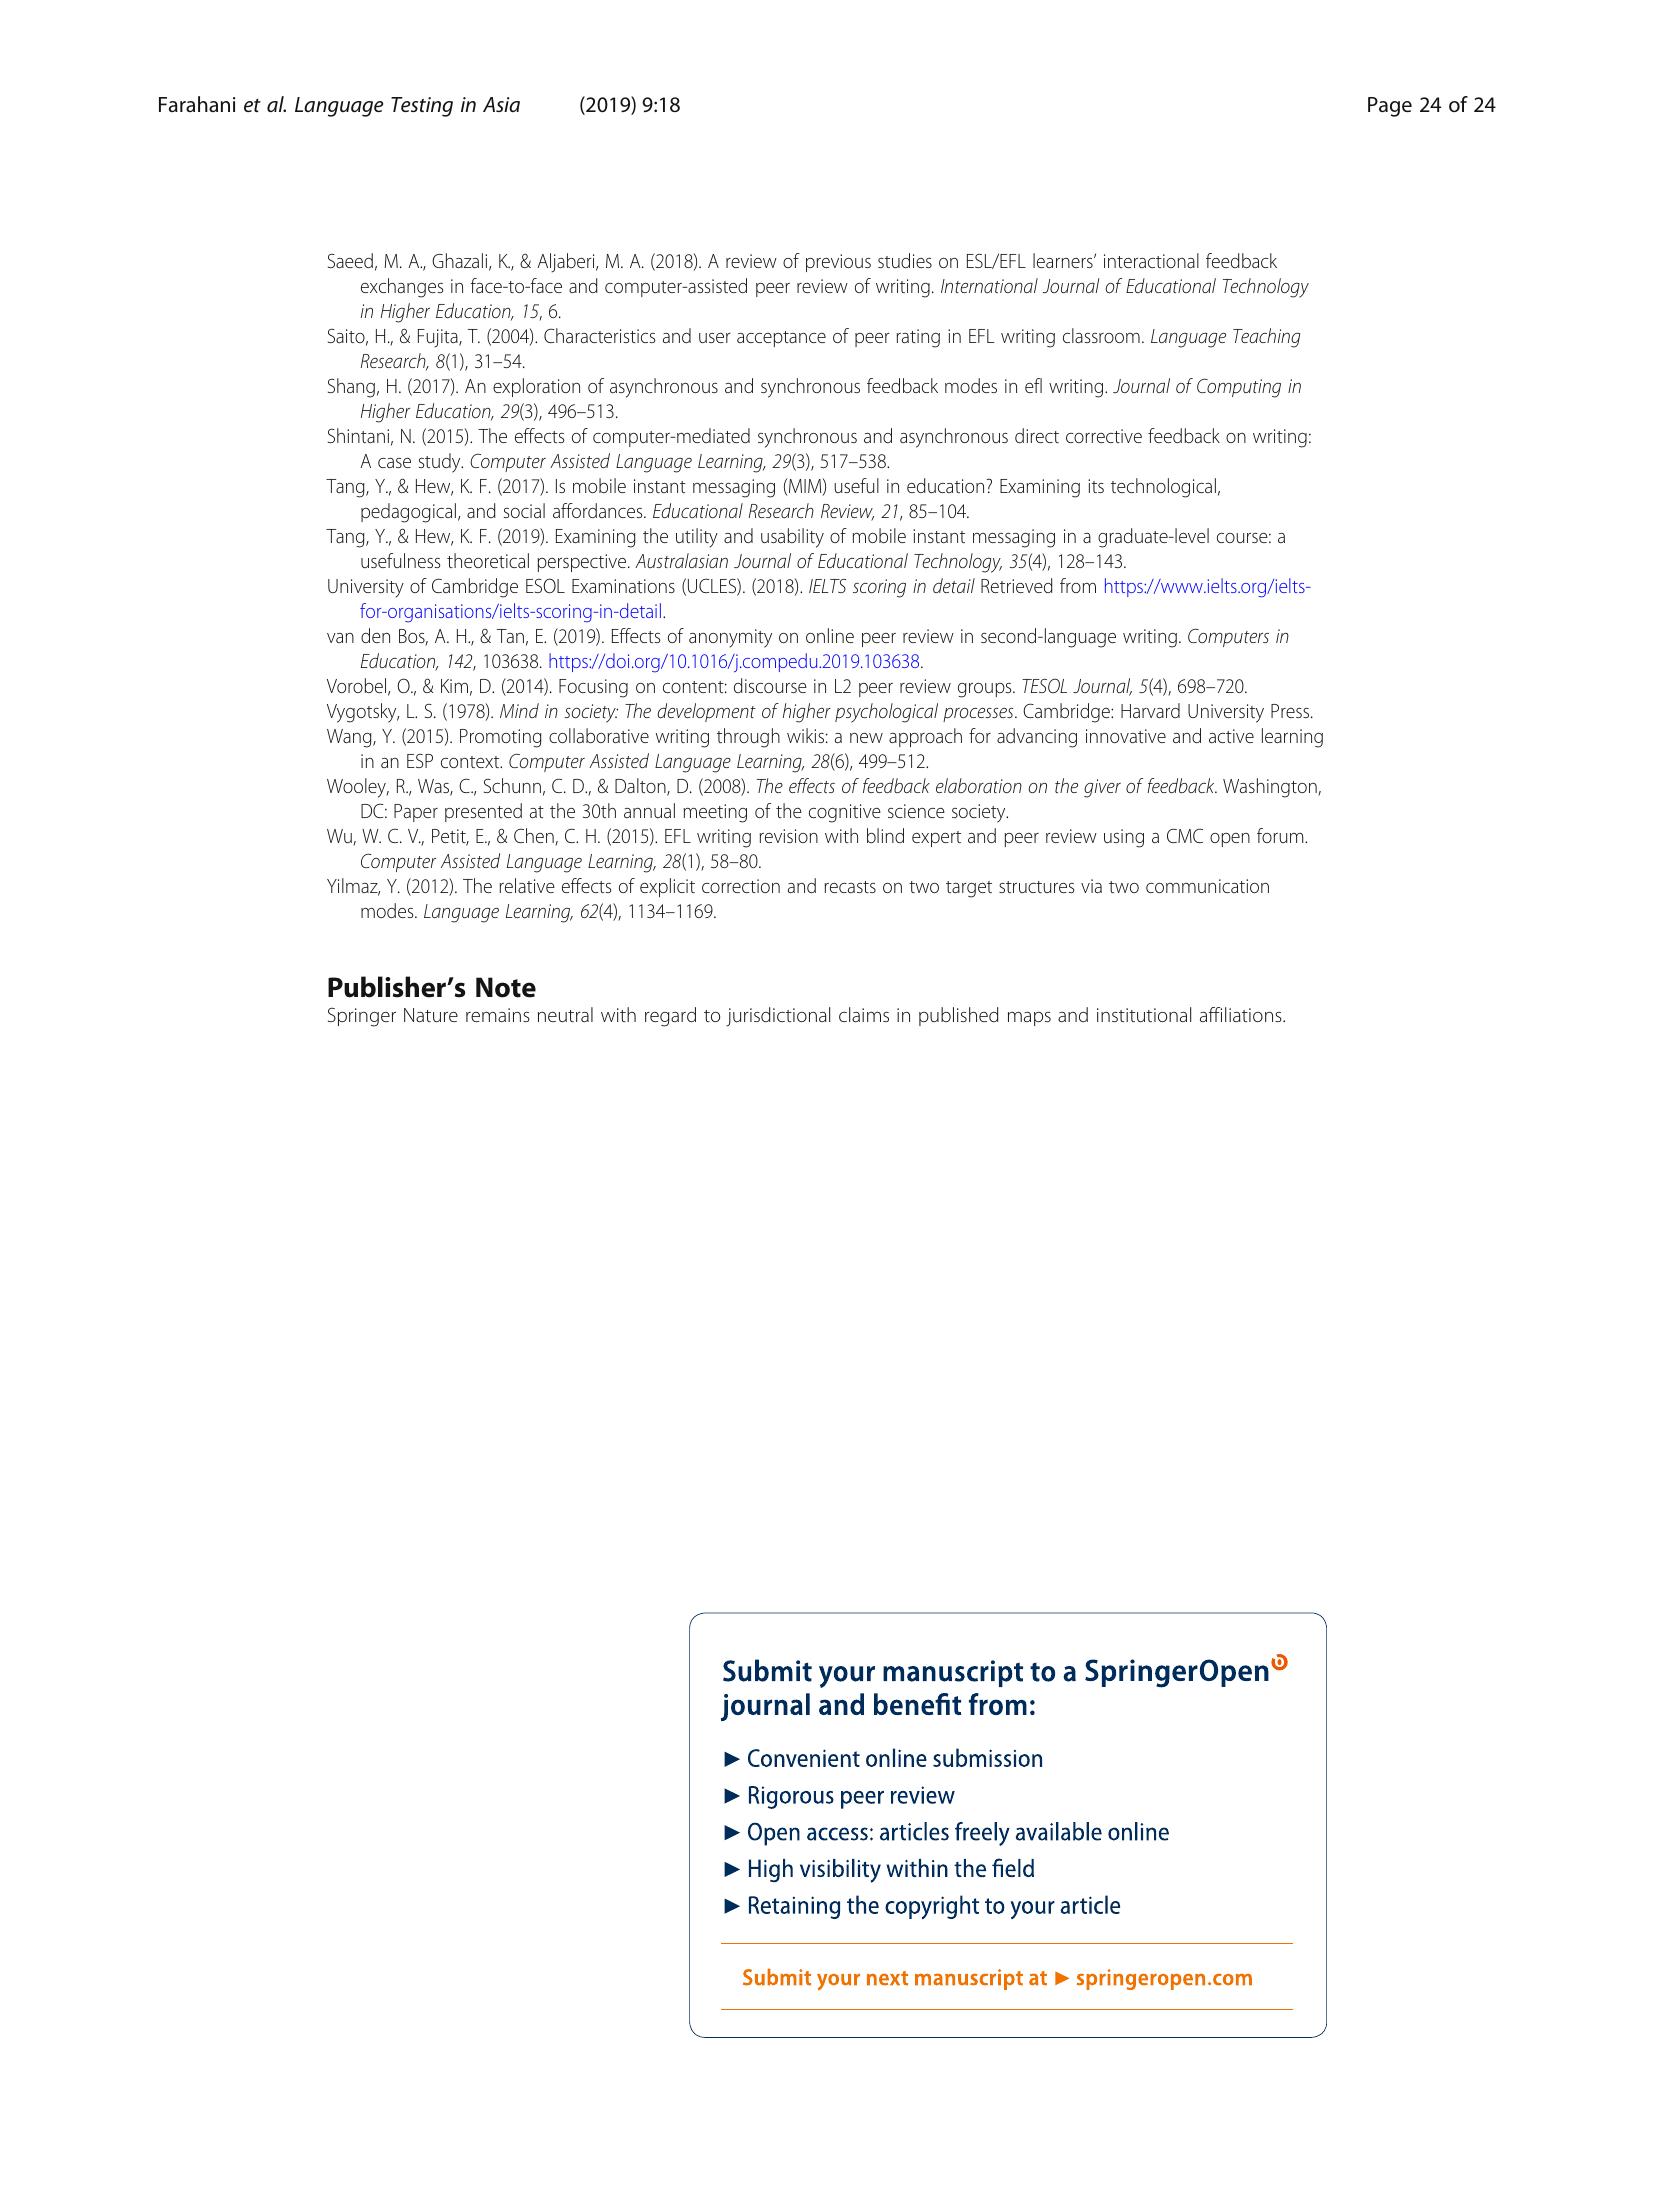 Farahani et al. Language Testing in Asia (2019) 9:18 Page 24 of 24
Saeed, M. A., Ghazali, K., & Aljaberi, M. A. (2018). A review of previous studies on ESL/EFL learners’ interactional feedback
exchanges in face-to-face and computer-assisted peer review of writing. International Journal of Educational Technology
in Higher Education, 15, 6.
Saito, H., & Fujita, T. (2004). Characteristics and user acceptance of peer rating in EFL writing classroom. Language Teaching
Research, 8(1), 31–54.
Shang, H. (2017). An exploration of asynchronous and synchronous feedback modes in efl writing. Journal of Computing in
Higher Education, 29(3), 496–513.
Shintani, N. (2015). The effects of computer-mediated synchronous and asynchronous direct corrective feedback on writing:
A case study. Computer Assisted Language Learning, 29(3), 517–538.
Tang, Y., & Hew, K. F. (2017). Is mobile instant messaging (MIM) useful in education? Examining its technological,
pedagogical, and social affordances. Educational Research Review, 21, 85–104.
Tang, Y., & Hew, K. F. (2019). Examining the utility and usability of mobile instant messaging in a graduate-level course: a
usefulness theoretical perspective. Australasian Journal of Educational Technology, 35(4), 128–143.
University of Cambridge ESOL Examinations (UCLES). (2018). IELTS scoring in detail Retrieved from https://www.ielts.org/ielts-
for-organisations/ielts-scoring-in-detail.
van den Bos, A. H., & Tan, E. (2019). Effects of anonymity on online peer review in second-language writing. Computers in
Education, 142, 103638. https://doi.org/10.1016/j.compedu.2019.103638.
Vorobel, O., & Kim, D. (2014). Focusing on content: discourse in L2 peer review groups. TESOL Journal, 5(4), 698–720.
Vygotsky, L. S. (1978). Mind in society: The development of higher psychological processes. Cambridge: Harvard University Press.
Wang, Y. (2015). Promoting collaborative writing through wikis: a new approach for advancing innovative and active learning
in an ESP context. Computer Assisted Language Learning, 28(6), 499–512.
Wooley, R., Was, C., Schunn, C. D., & Dalton, D. (2008). The effects of feedback elaboration on the giver of feedback. Washington,
DC: Paper presented at the 30th annual meeting of the cognitive science society.
Wu, W. C. V., Petit, E., & Chen, C. H. (2015). EFL writing revision with blind expert and peer review using a CMC open forum.
Computer Assisted Language Learning, 28(1), 58–80.
Yilmaz, Y. (2012). The relative effects of explicit correction and recasts on two target structures via two communication
modes. Language Learning, 62(4), 1134–1169.
Publisher’s Note
Springer Nature remains neutral with regard to jurisdictional claims in published maps and institutional affiliations.
Submit your manuscript to a SpringerOpen
journal and benefit from:
► Convenient online submission
► Rigorous peer review
► Open access: articles freely available online
► High visibility within the field
► Retaining the copyright to your article
Submit your next manuscript at ► springeropen.com